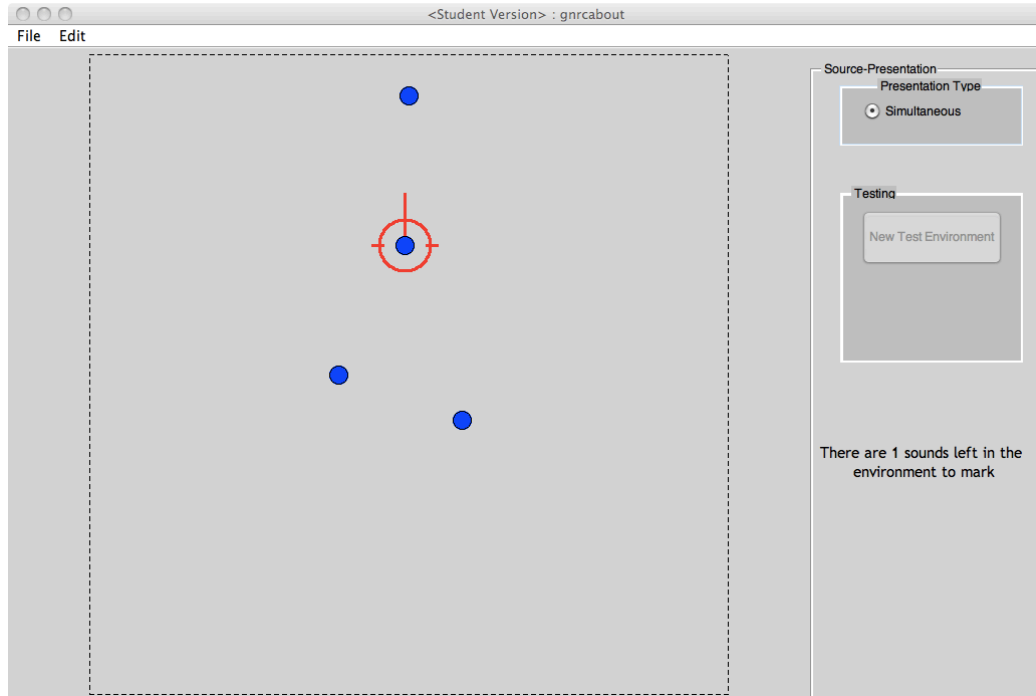 <Student Version> : gnrcabout
File Edit
Source-Presentation
Presentation Type
Simultaneous
Testing
New Test Environment
There are 1 sounds left in the
environment to mark